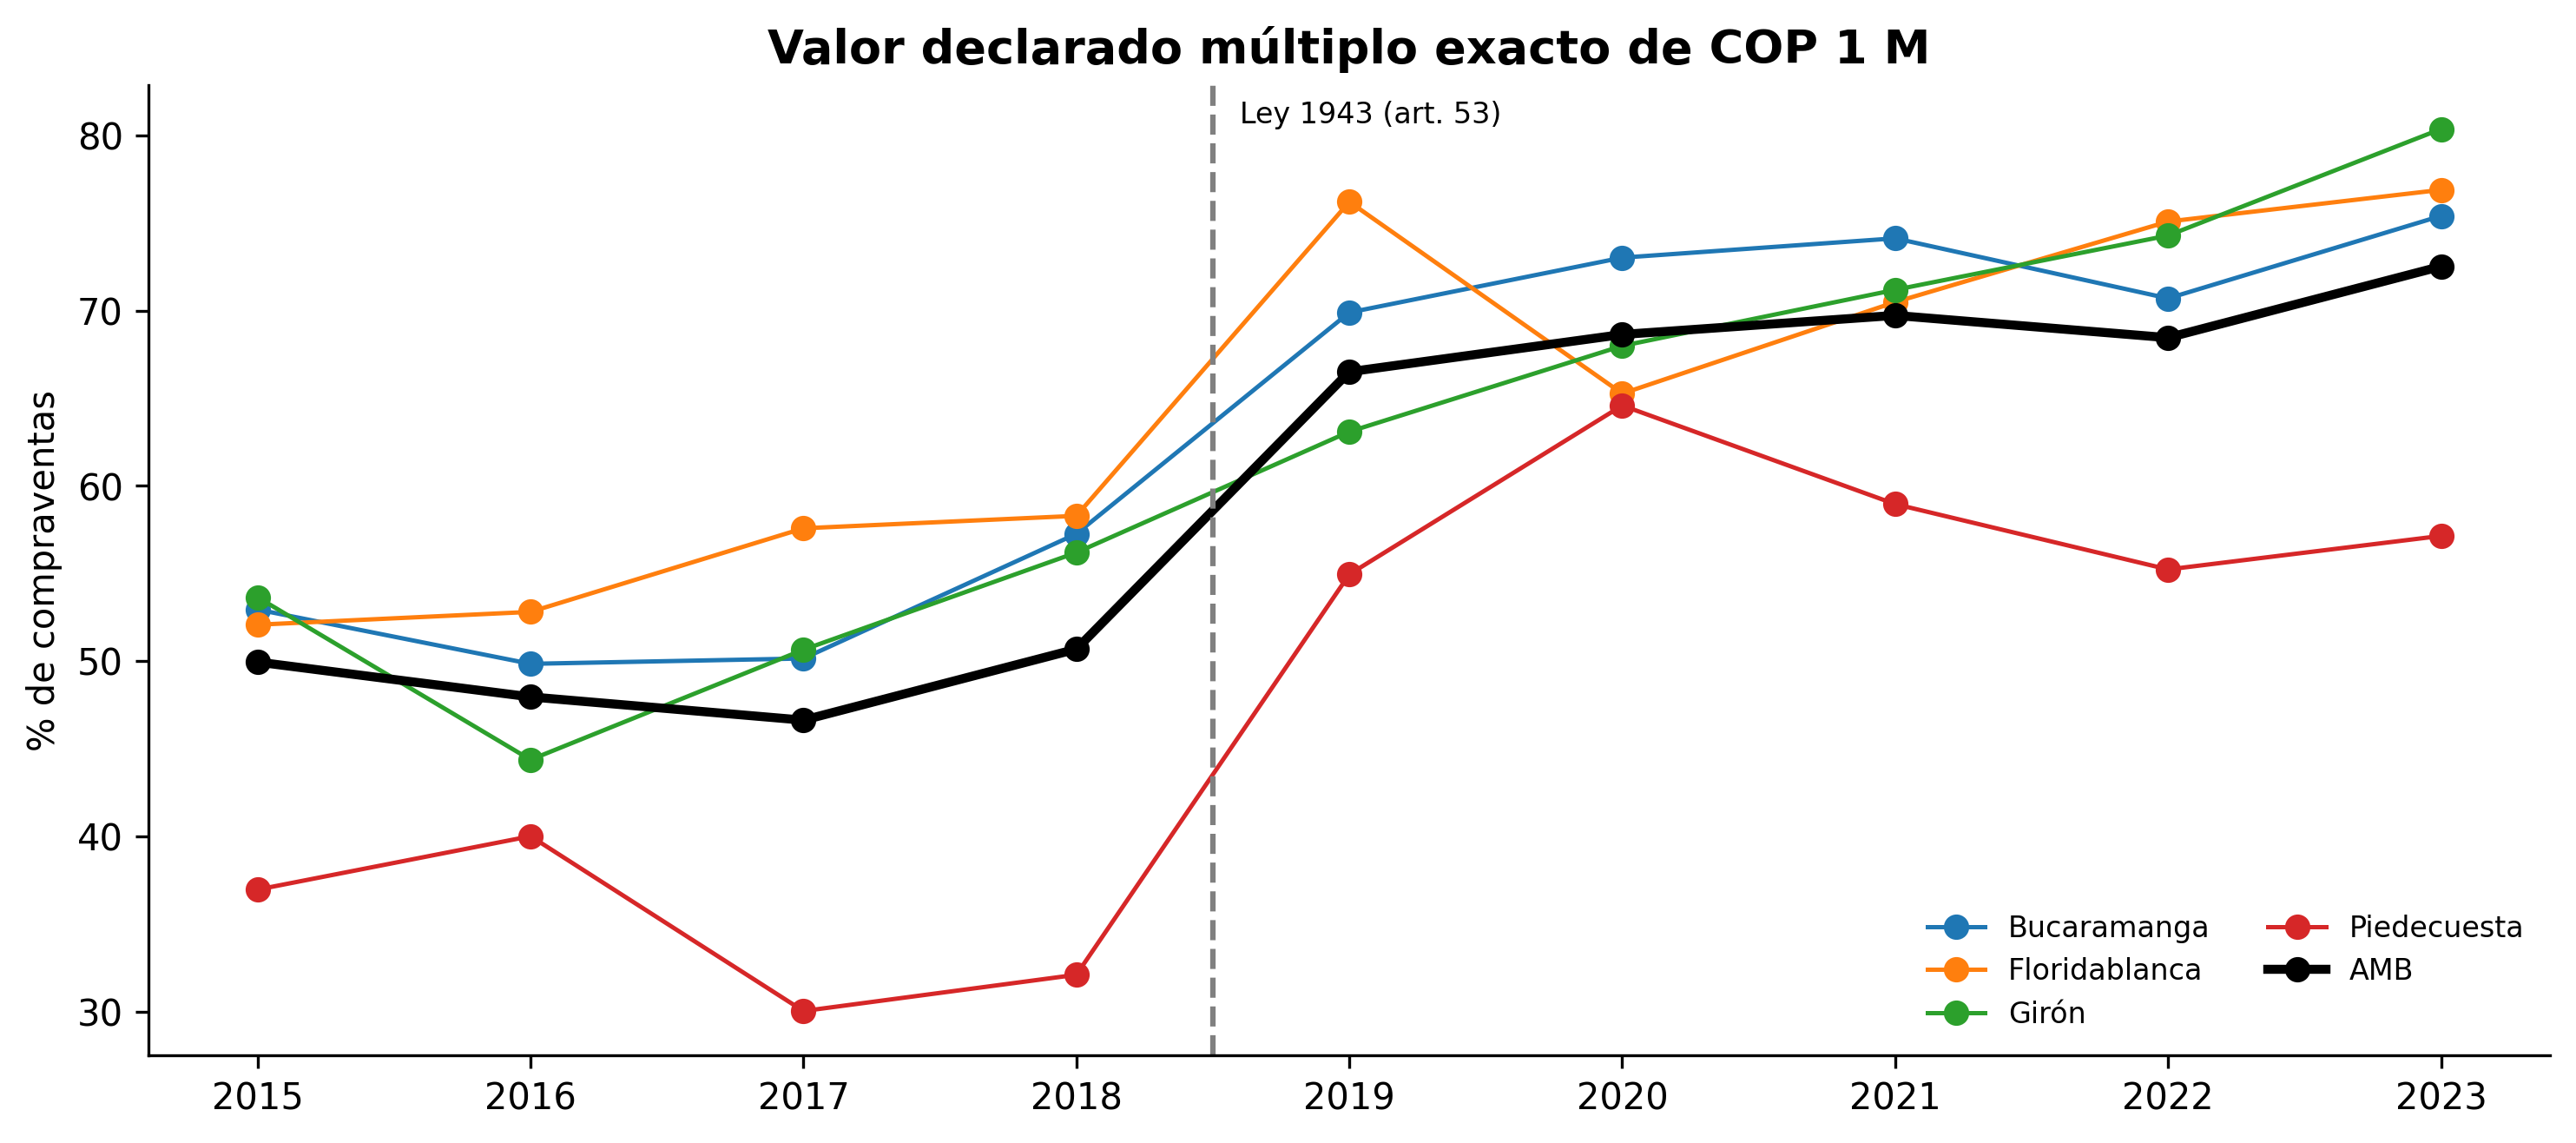 Valor declarado múltiplo exacto de COP 1 M
Ley 1943 (art. 53)
% de compraventas
80
70
60
50
40
30
2015
2016
2017
2018
2019
2020
2021
2022
2023
Bucaramanga
Floridablanca
Girón
Piedecuesta
AMB